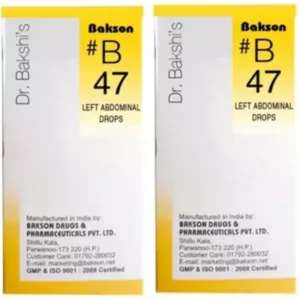 Dr. Bakshi's
Bakson
#B
47
LEFT ABDOMINAL
DROPS
Manufactured in India by:
BAKSON DRUGS &
PHARMACEUTICALS PVT. LTD.
Shillu Kala,
Parwanoo-173 220 (H.P.)
Customer Care: 01792-280032
E-mail: marketing@bakson.net
GMP & ISO 9001 : 2008 Certified
Dr. Bakshi's
Bakson
#B
47
LEFT ABDOMINAL
DROPS
Manufactured in India by:
BAKSON DRUGS &
PHARMACEUTICALS PVT. LTD.
Shillu Kala,
Parwanoo-173 220 (H.P.)
Customer Care: 01792-280032
E-mail: marketing@bakson.net
GMP & ISO 9001 : 2008 Certified